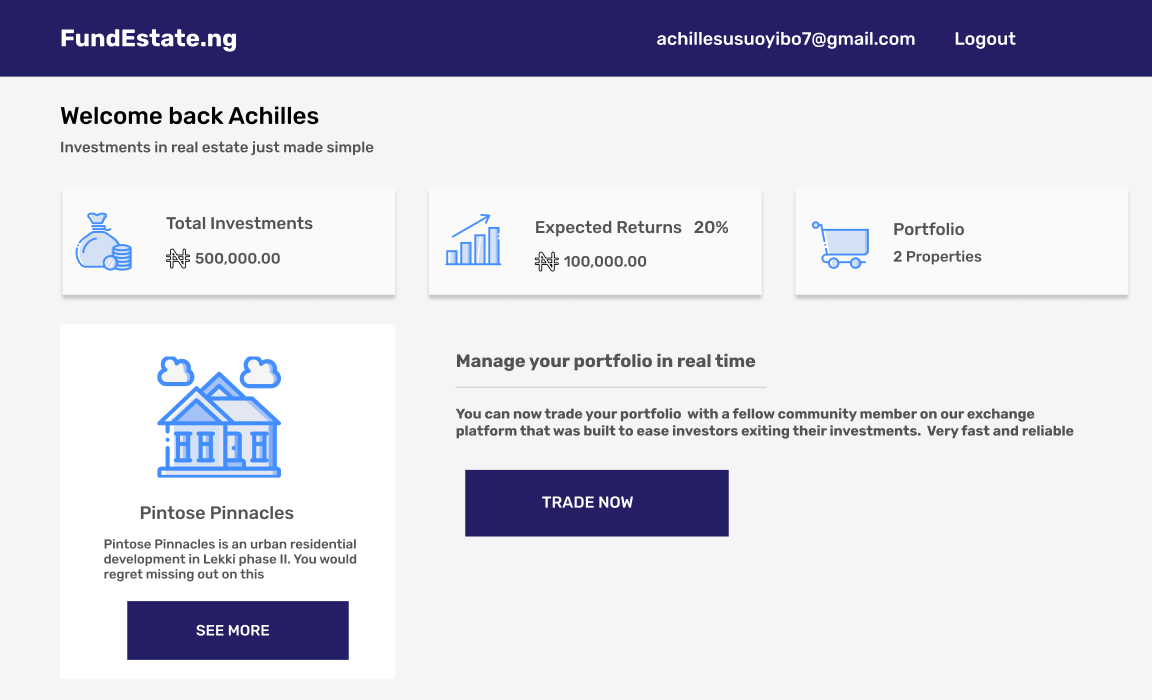 FundEstate.ng
achillesusuoyibo7@gmail.com Logout
Welcome back Achilles
Investments in real estate just made simple
Total Investments
₦ 500,000.00
Expected Returns 20%
₦ 100,000.00
Portfolio
2 Properties
Pintose Pinnacles
Pintose Pinnacles is an urban residential
development in Lekki phase II. You would
regret missing out on this
SEE MORE
Manage your portfolio in real time
You can now trade your portfolio with a fellow community member on our exchange
platform that was built to ease investors exiting their investments. Very fast and reliable
TRADE NOW